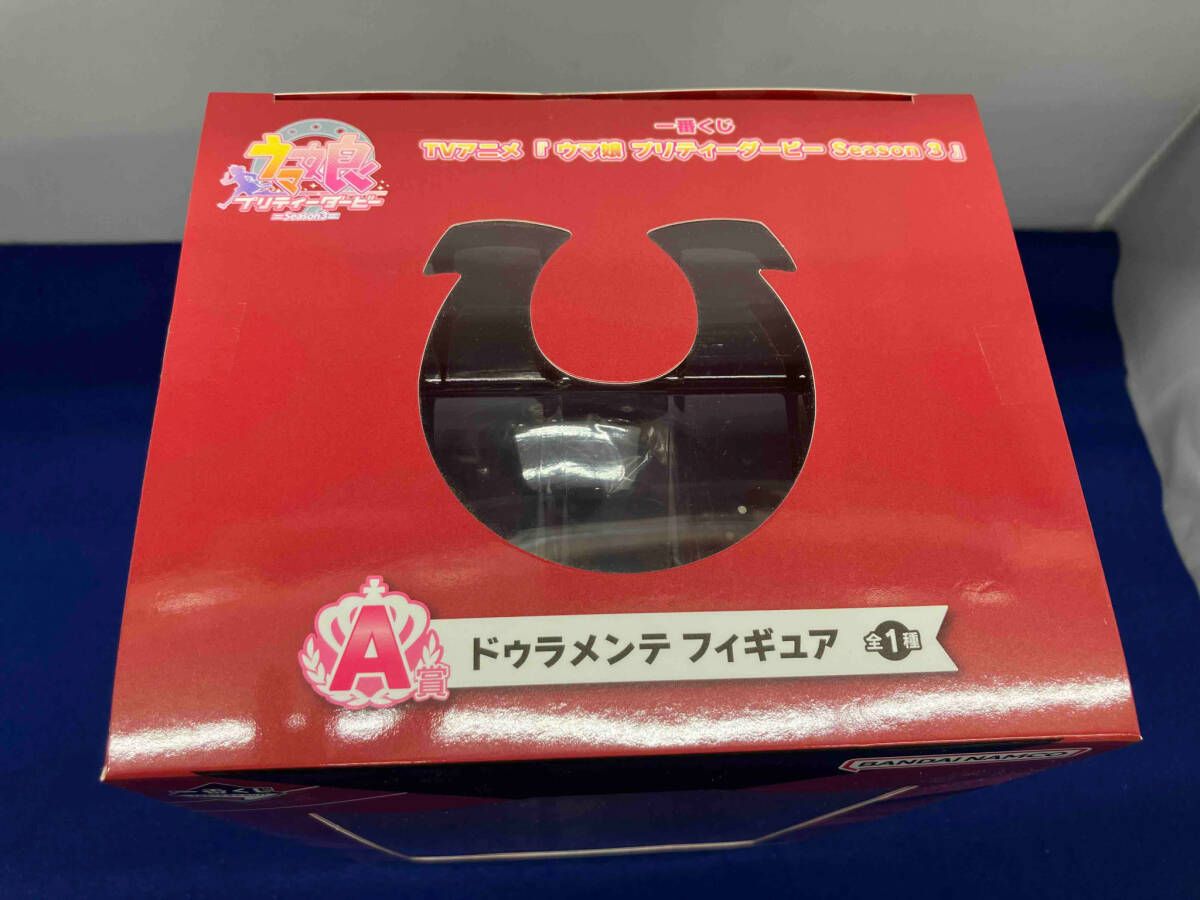 ウマ娘
プリティーダービー
Season3
一番くじ
TVアニメ『ウマ娘 プリティーダービー Season 3』
A賞
ドゥラメンテ フィギュア 全1種
BANDAI NAMCO